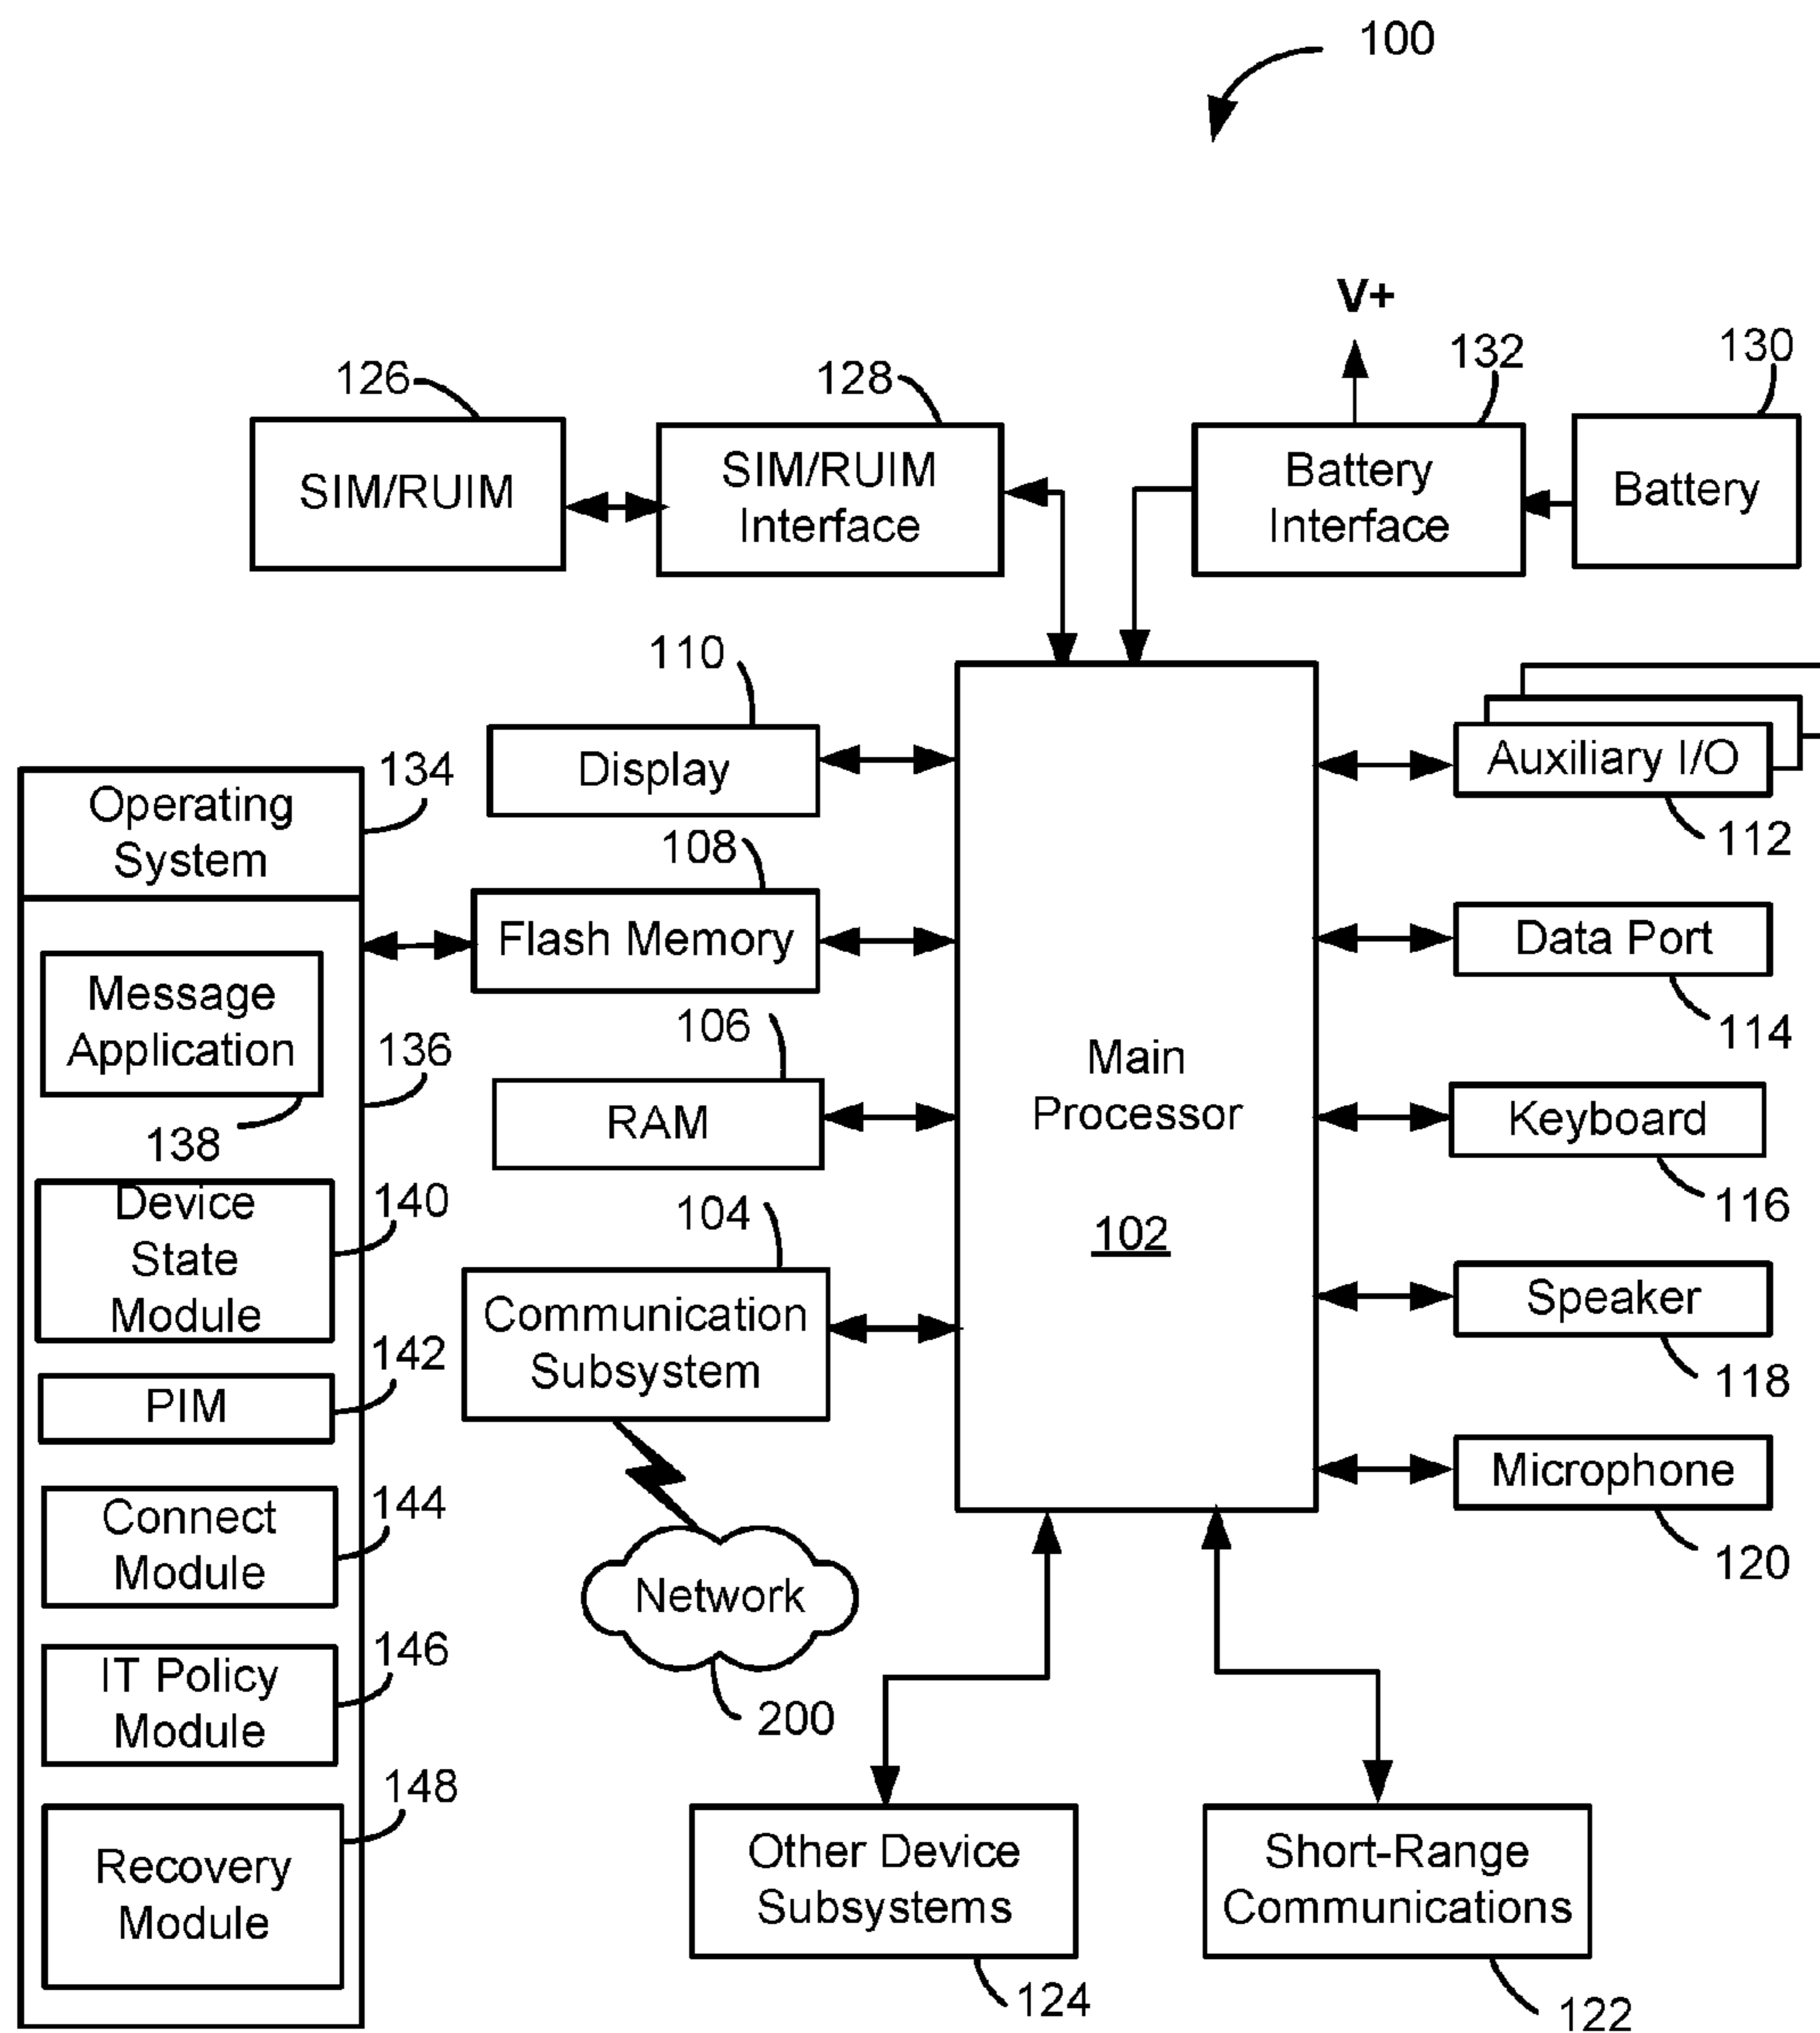 100
V+
126
128
132
130
SIM/RUIM
SIM/RUIM
Interface
Battery
Interface
Battery
110
Display
Auxiliary I/O
112
134
Operating
System
108
Flash Memory
Data Port
114
Message
Application
138
136
106
RAM
Main
Processor
102
Keyboard
116
Device
State
Module
140
104
Communication
Subsystem
Speaker
118
PIM
142
Microphone
120
Connect
Module
144
Network
200
IT Policy
Module
146
Recovery
Module
148
Other Device
Subsystems
124
Short-Range
Communications
122